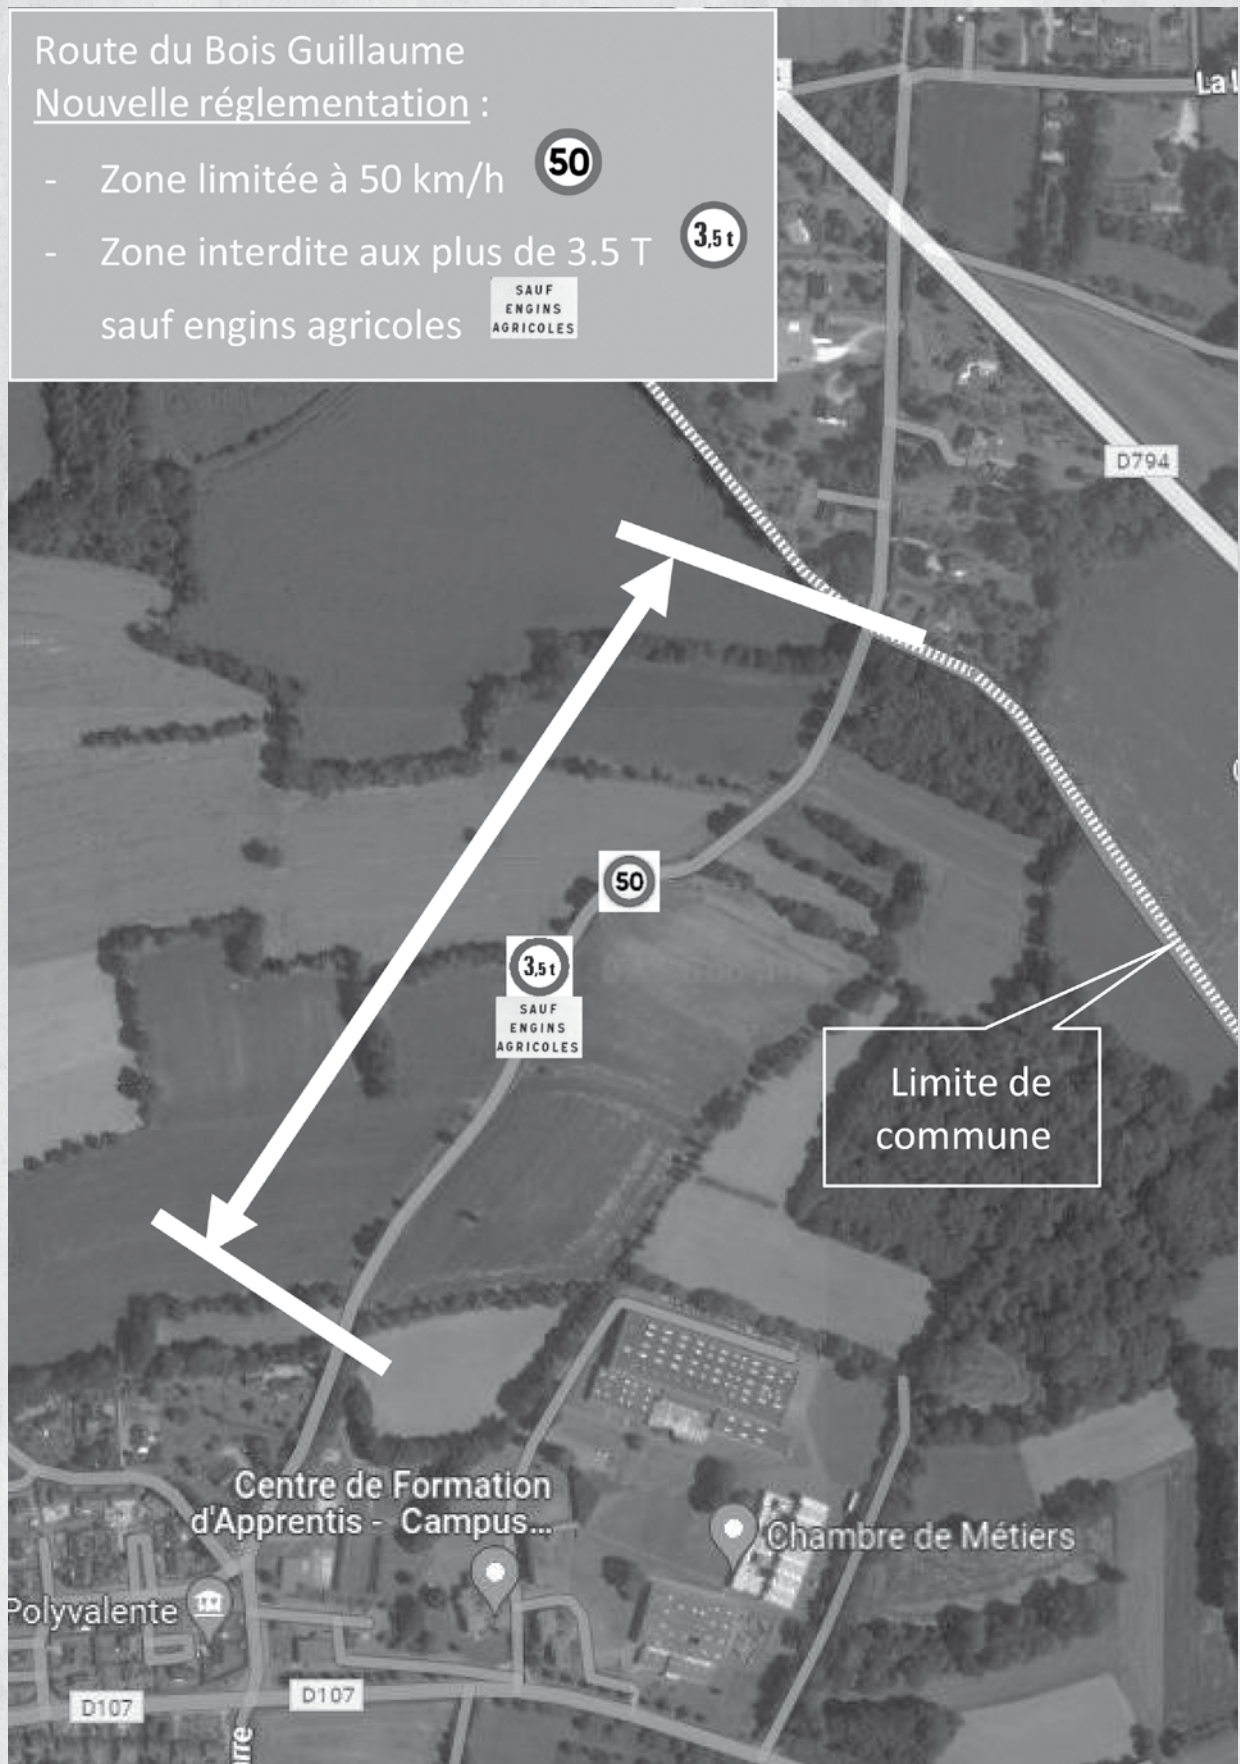 Route du Bois Guillaume
Nouvelle réglementation :
- Zone limitée à 50 km/h
50
- Zone interdite aux plus de 3.5 T
3,5 t
sauf engins agricoles
SAUF
ENGINS
AGRICOLES
La
D794
50
3,5 t
SAUF
ENGINS
AGRICOLES
Limite de
commune
Centre de Formation
d'Apprentis - Campus...
Chambre de Métiers
Polyvalente
D107
D107
rre